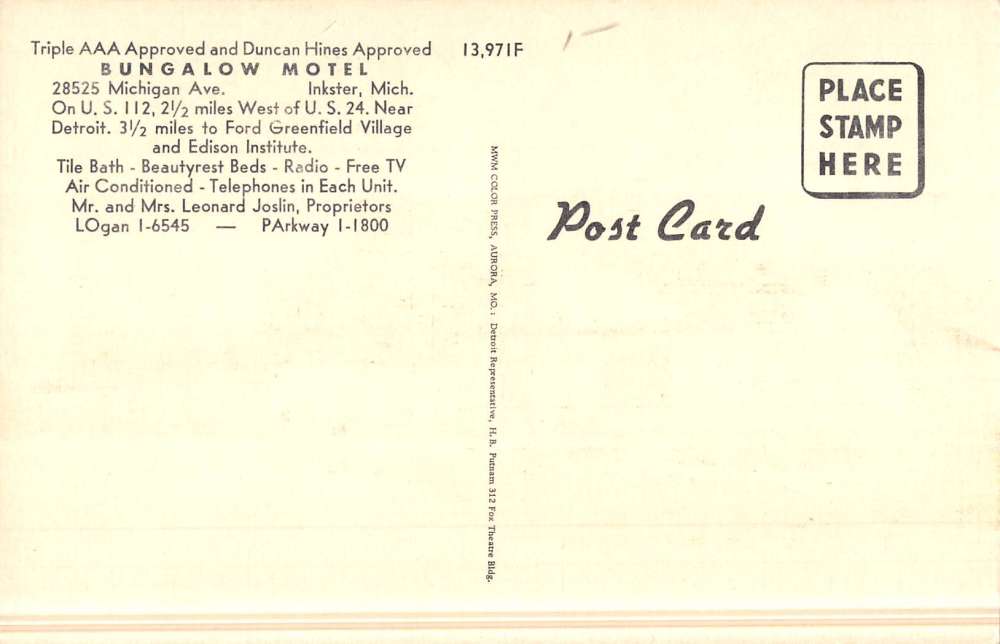 Triple AAA Approved and Duncan Hines Approved 13,971F
BUNGALOW MOTEL
28525 Michigan Ave. Inkster, Mich.
On U. S. 112, 2½ miles West of U. S. 24. Near
Detroit. 3½ miles to Ford Greenfield Village
and Edison Institute.
Tile Bath - Beautyrest Beds - Radio - Free TV
Air Conditioned - Telephones in Each Unit.
Mr. and Mrs. Leonard Joslin, Proprietors
LOgan 1-6545 — PArkway 1-1800
MWM COLOR PRESS, AURORA, MO.: Detroit Representative, H. B. Putnam 312 Fox Theatre Bldg.
PLACE
STAMP
HERE
Post Card